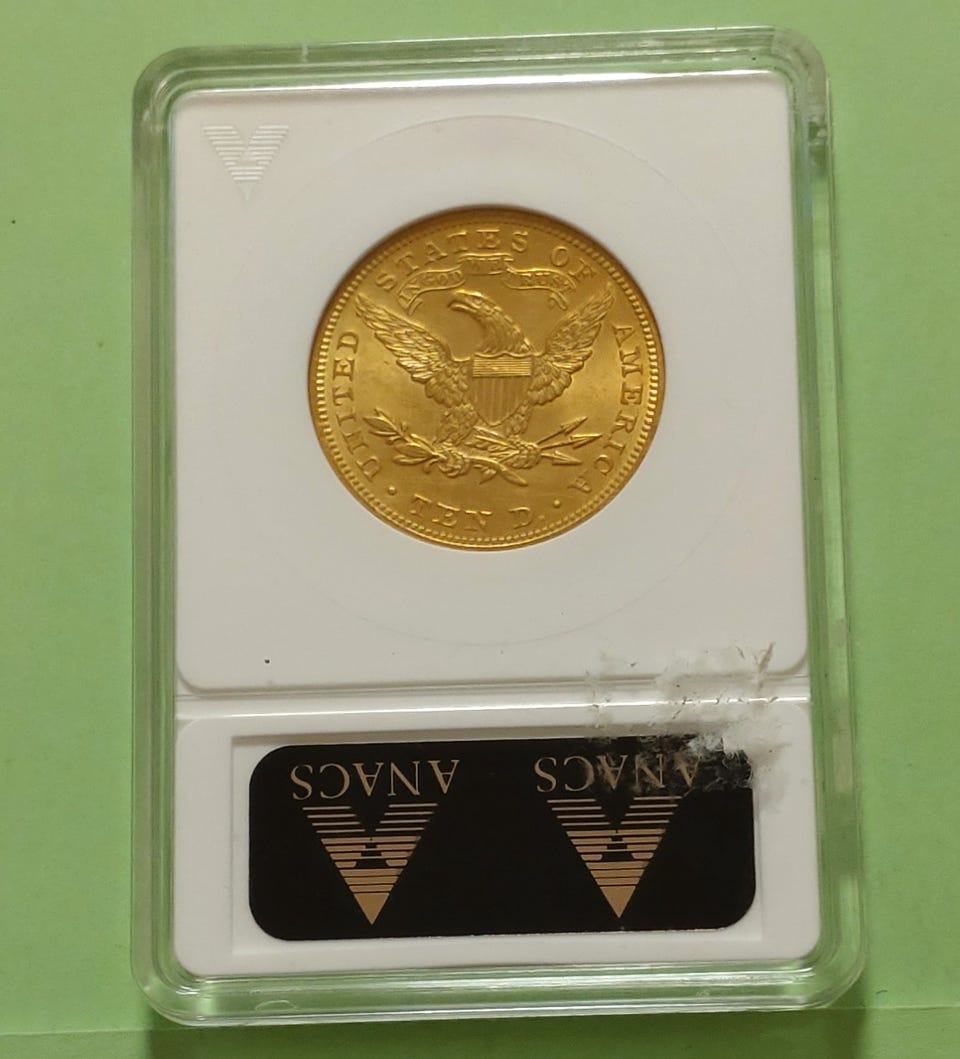 UNITED STATES OF AMERICA
IN GOD WE TRUST
· TEN D. ·
ANACS ANACS